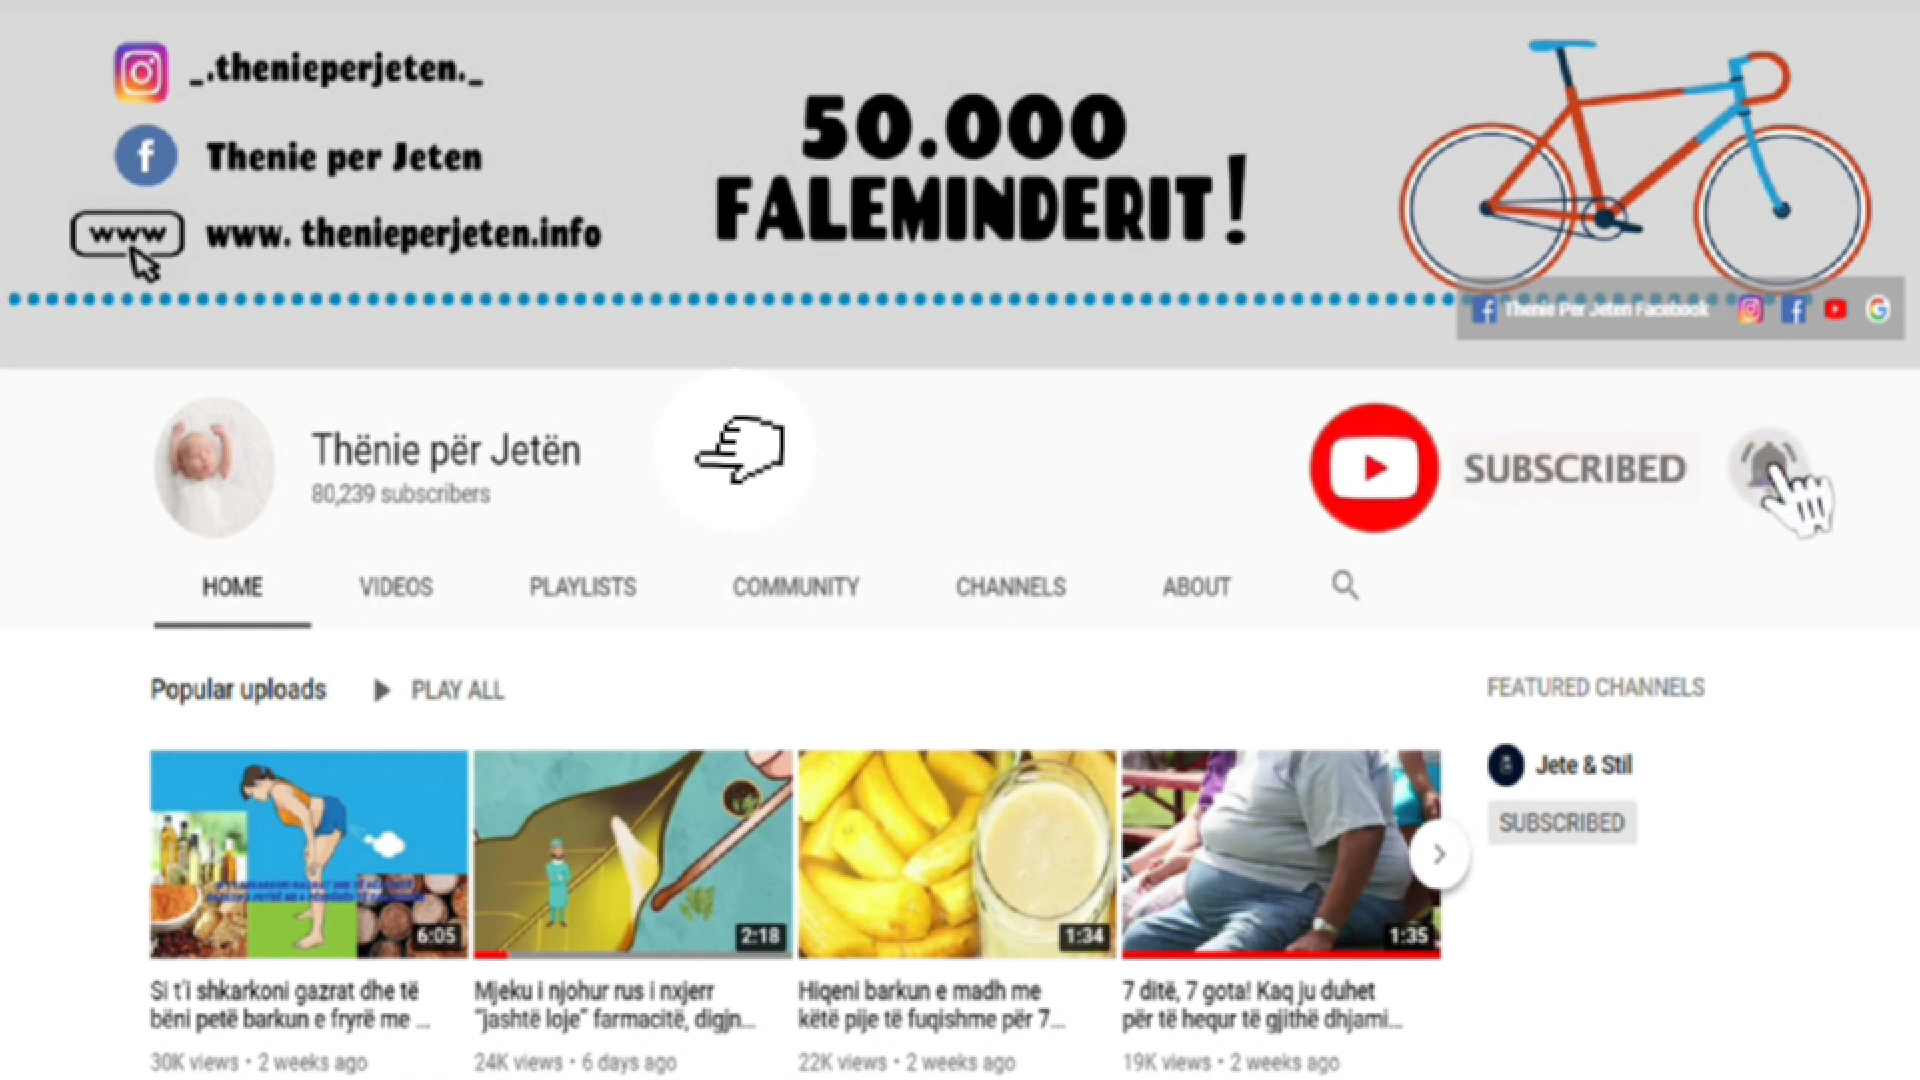 _.thenieperjeten._
50.000
FALEMINDERIT!
f Thenie per Jeten
www www. thenieperjeten.info
Thenie Per Jeten Facebook
Thënie për Jetën
80,239 subscribers
SUBSCRIBED
HOME VIDEOS PLAYLISTS COMMUNITY CHANNELS ABOUT
Popular uploads PLAY ALL
FEATURED CHANNELS
Jete & Stil
SUBSCRIBED
6:05
2:18
1:34
1:35
Si t'i shkarkoni gazrat dhe të
bëni petë barkun e fryrë me ...
30K views • 2 weeks ago
Mjeku i njohur rus i nxjerr
"jashtë loje" farmacitë, digjn...
24K views • 6 days ago
Hiqeni barkun e madh me
këtë pije të fuqishme për 7...
22K views • 2 weeks ago
7 ditë, 7 gota! Kaq ju duhet
për të hequr të gjithë dhjami...
19K views • 2 weeks ago